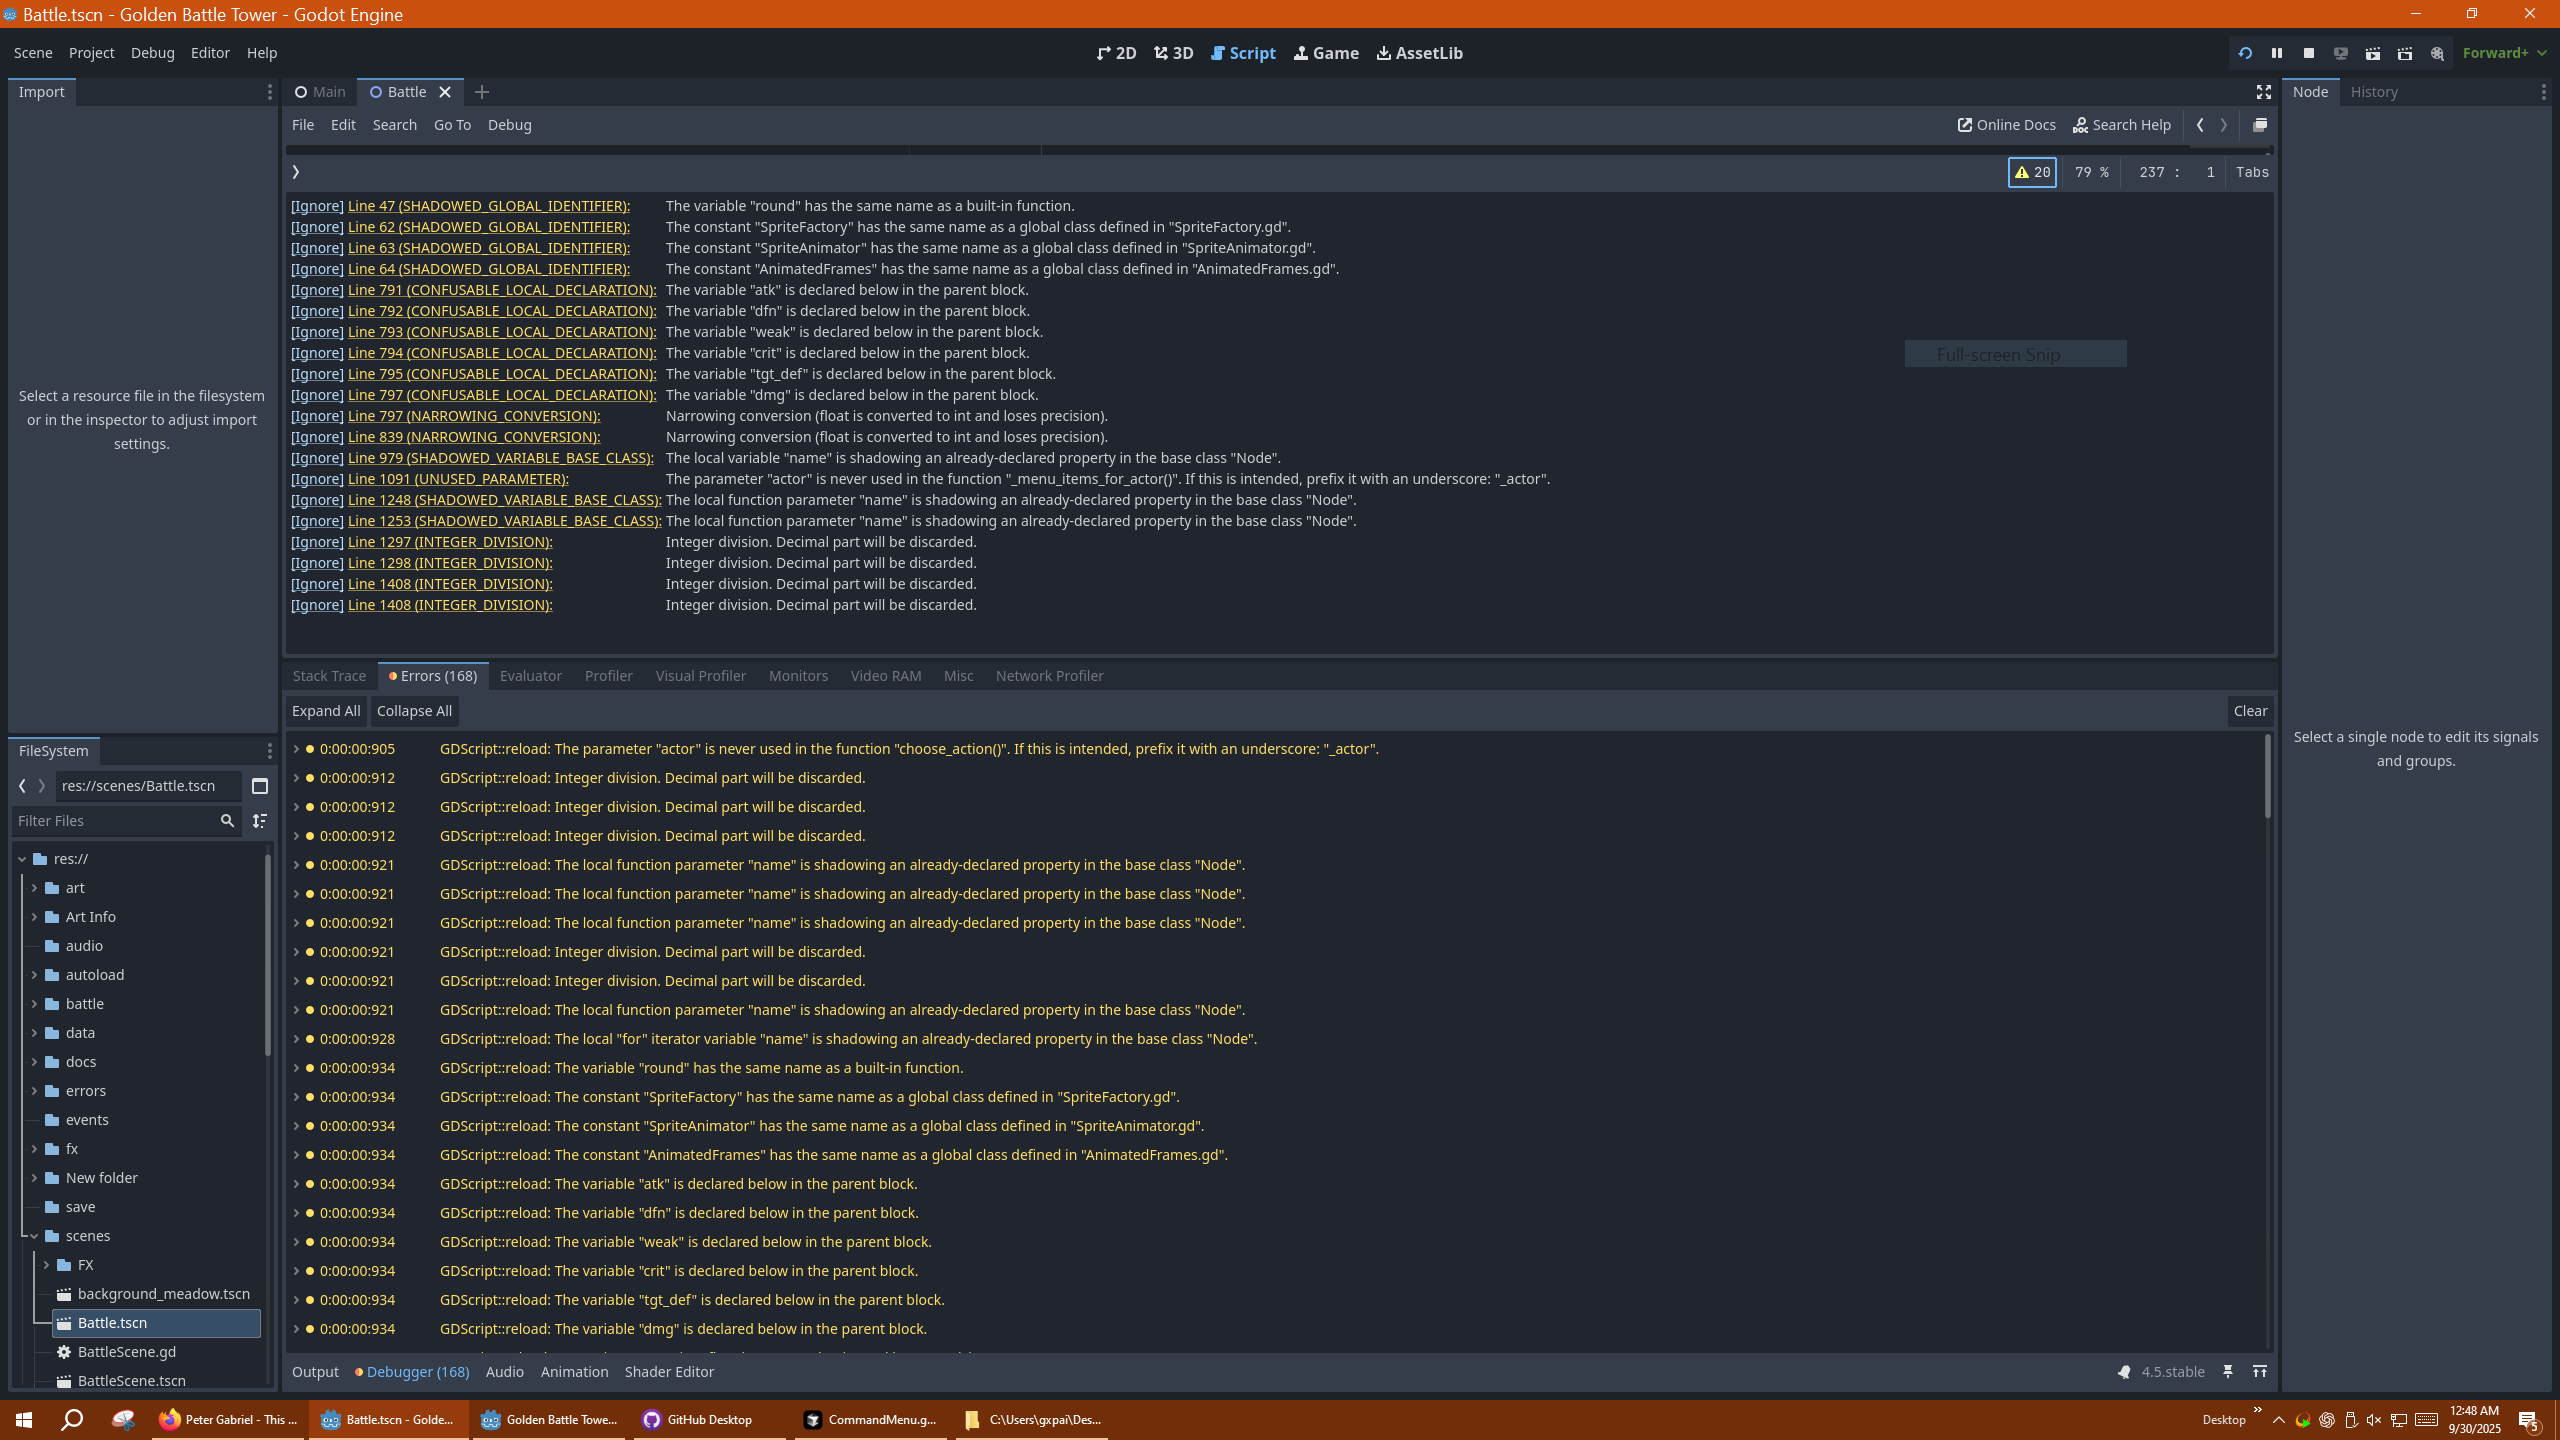 Battle.tscn - Golden Battle Tower - Godot Engine
Scene Project Debug Editor Help
2D 3D Script Game AssetLib
Forward+
Import
Main Battle
Node History
File Edit Search Go To Debug
Online Docs Search Help
20 79 % 237 : 1 Tabs
[Ignore] Line 47 (SHADOWED_GLOBAL_IDENTIFIER): The variable "round" has the same name as a built-in function.
[Ignore] Line 62 (SHADOWED_GLOBAL_IDENTIFIER): The constant "SpriteFactory" has the same name as a global class defined in "SpriteFactory.gd".
[Ignore] Line 63 (SHADOWED_GLOBAL_IDENTIFIER): The constant "SpriteAnimator" has the same name as a global class defined in "SpriteAnimator.gd".
[Ignore] Line 64 (SHADOWED_GLOBAL_IDENTIFIER): The constant "AnimatedFrames" has the same name as a global class defined in "AnimatedFrames.gd".
[Ignore] Line 791 (CONFUSABLE_LOCAL_DECLARATION): The variable "atk" is declared below in the parent block.
[Ignore] Line 792 (CONFUSABLE_LOCAL_DECLARATION): The variable "dfn" is declared below in the parent block.
[Ignore] Line 793 (CONFUSABLE_LOCAL_DECLARATION): The variable "weak" is declared below in the parent block.
[Ignore] Line 794 (CONFUSABLE_LOCAL_DECLARATION): The variable "crit" is declared below in the parent block.
[Ignore] Line 795 (CONFUSABLE_LOCAL_DECLARATION): The variable "tgt_def" is declared below in the parent block.
[Ignore] Line 797 (CONFUSABLE_LOCAL_DECLARATION): The variable "dmg" is declared below in the parent block.
[Ignore] Line 797 (NARROWING_CONVERSION): Narrowing conversion (float is converted to int and loses precision).
[Ignore] Line 839 (NARROWING_CONVERSION): Narrowing conversion (float is converted to int and loses precision).
[Ignore] Line 979 (SHADOWED_VARIABLE_BASE_CLASS): The local variable "name" is shadowing an already-declared property in the base class "Node".
[Ignore] Line 1091 (UNUSED_PARAMETER): The parameter "actor" is never used in the function "_menu_items_for_actor()". If this is intended, prefix it with an underscore: "_actor".
[Ignore] Line 1248 (SHADOWED_VARIABLE_BASE_CLASS): The local function parameter "name" is shadowing an already-declared property in the base class "Node".
[Ignore] Line 1253 (SHADOWED_VARIABLE_BASE_CLASS): The local function parameter "name" is shadowing an already-declared property in the base class "Node".
[Ignore] Line 1297 (INTEGER_DIVISION): Integer division. Decimal part will be discarded.
[Ignore] Line 1298 (INTEGER_DIVISION): Integer division. Decimal part will be discarded.
[Ignore] Line 1408 (INTEGER_DIVISION): Integer division. Decimal part will be discarded.
[Ignore] Line 1408 (INTEGER_DIVISION): Integer division. Decimal part will be discarded.
Full-screen Snip
Select a resource file in the filesystem
or in the inspector to adjust import
settings.
Stack Trace Errors (168) Evaluator Profiler Visual Profiler Monitors Video RAM Misc Network Profiler
Expand All Collapse All Clear
0:00:00:905 GDScript::reload: The parameter "actor" is never used in the function "choose_action()". If this is intended, prefix it with an underscore: "_actor".
0:00:00:912 GDScript::reload: Integer division. Decimal part will be discarded.
0:00:00:912 GDScript::reload: Integer division. Decimal part will be discarded.
0:00:00:912 GDScript::reload: Integer division. Decimal part will be discarded.
0:00:00:921 GDScript::reload: The local function parameter "name" is shadowing an already-declared property in the base class "Node".
0:00:00:921 GDScript::reload: The local function parameter "name" is shadowing an already-declared property in the base class "Node".
0:00:00:921 GDScript::reload: The local function parameter "name" is shadowing an already-declared property in the base class "Node".
0:00:00:921 GDScript::reload: Integer division. Decimal part will be discarded.
0:00:00:921 GDScript::reload: Integer division. Decimal part will be discarded.
0:00:00:921 GDScript::reload: The local function parameter "name" is shadowing an already-declared property in the base class "Node".
0:00:00:928 GDScript::reload: The local "for" iterator variable "name" is shadowing an already-declared property in the base class "Node".
0:00:00:934 GDScript::reload: The variable "round" has the same name as a built-in function.
0:00:00:934 GDScript::reload: The constant "SpriteFactory" has the same name as a global class defined in "SpriteFactory.gd".
0:00:00:934 GDScript::reload: The constant "SpriteAnimator" has the same name as a global class defined in "SpriteAnimator.gd".
0:00:00:934 GDScript::reload: The constant "AnimatedFrames" has the same name as a global class defined in "AnimatedFrames.gd".
0:00:00:934 GDScript::reload: The variable "atk" is declared below in the parent block.
0:00:00:934 GDScript::reload: The variable "dfn" is declared below in the parent block.
0:00:00:934 GDScript::reload: The variable "weak" is declared below in the parent block.
0:00:00:934 GDScript::reload: The variable "crit" is declared below in the parent block.
0:00:00:934 GDScript::reload: The variable "tgt_def" is declared below in the parent block.
0:00:00:934 GDScript::reload: The variable "dmg" is declared below in the parent block.
Output Debugger (168) Audio Animation Shader Editor
4.5.stable
FileSystem
res://scenes/Battle.tscn
Filter Files
res://
art
Art Info
audio
autoload
battle
data
docs
errors
events
fx
New folder
save
scenes
FX
background_meadow.tscn
Battle.tscn
BattleScene.gd
BattleScene.tscn
Select a single node to edit its signals
and groups.
Peter Gabriel - This ... Battle.tscn - Golde... Golden Battle Towe... GitHub Desktop CommandMenu.g... C:\Users\gxpai\Des...
Desktop
12:48 AM
9/30/2025
5